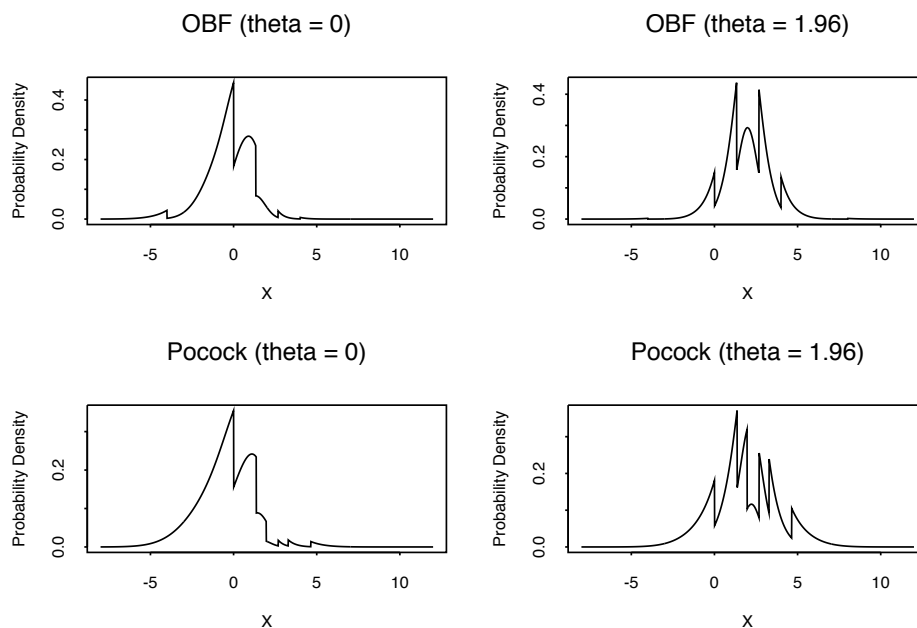 OBF (theta = 0)
Probability Density
0.0 0.2 0.4
-5 0 5 10
X
OBF (theta = 1.96)
Probability Density
0.0 0.2 0.4
-5 0 5 10
X
Pocock (theta = 0)
Probability Density
0.0 0.2
-5 0 5 10
X
Pocock (theta = 1.96)
Probability Density
0.0 0.2
-5 0 5 10
X